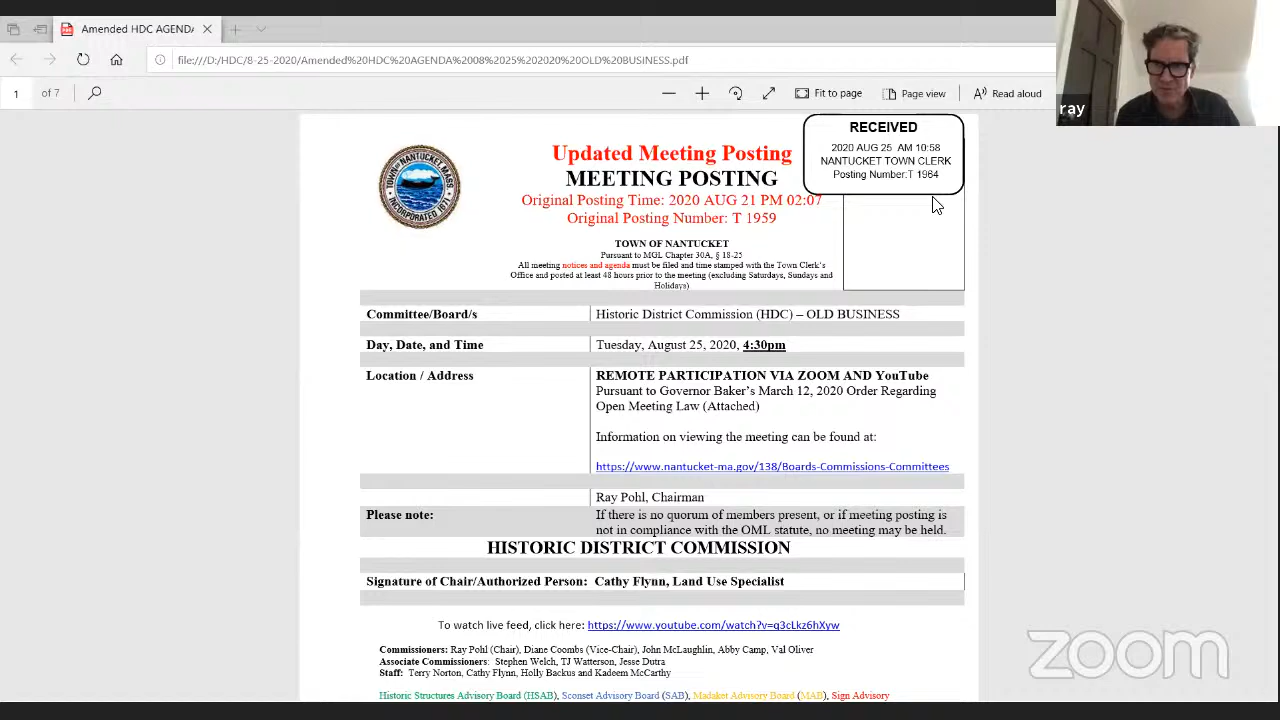 Amended HDC AGENDA
file:///D:/HDC/8-25-2020/Amended%20HDC%20AGENDA%2008%2025%202020%20OLD%20BUSINESS.pdf
1 of 7
Fit to page
Page view
Read aloud
ray
RECEIVED
2020 AUG 25 AM 10:58
NANTUCKET TOWN CLERK
Posting Number:T 1964
TOWN OF NANTUCKET, MASS
INCORPORATED 1671
Updated Meeting Posting
MEETING POSTING
Original Posting Time: 2020 AUG 21 PM 02:07
Original Posting Number: T 1959
TOWN OF NANTUCKET
Pursuant to MGL Chapter 30A, § 18-25
All meeting notices and agenda must be filed and time stamped with the Town Clerk's
Office and posted at least 48 hours prior to the meeting (excluding Saturdays, Sundays and
Holidays)
Committee/Board/s Historic District Commission (HDC) – OLD BUSINESS
Day, Date, and Time Tuesday, August 25, 2020, 4:30pm
Location / Address REMOTE PARTICIPATION VIA ZOOM AND YouTube
Pursuant to Governor Baker's March 12, 2020 Order Regarding
Open Meeting Law (Attached)
Information on viewing the meeting can be found at:
https://www.nantucket-ma.gov/138/Boards-Commissions-Committees
Ray Pohl, Chairman
Please note: If there is no quorum of members present, or if meeting posting is
not in compliance with the OML statute, no meeting may be held.
HISTORIC DISTRICT COMMISSION
Signature of Chair/Authorized Person: Cathy Flynn, Land Use Specialist
To watch live feed, click here: https://www.youtube.com/watch?v=q3cLkz6hXyw
Commissioners: Ray Pohl (Chair), Diane Coombs (Vice-Chair), John McLaughlin, Abby Camp, Val Oliver
Associate Commissioners: Stephen Welch, TJ Watterson, Jesse Dutra
Staff: Terry Norton, Cathy Flynn, Holly Backus and Kadeem McCarthy
Historic Structures Advisory Board (HSAB), Sconset Advisory Board (SAB), Madaket Advisory Board (MAB), Sign Advisory
zoom